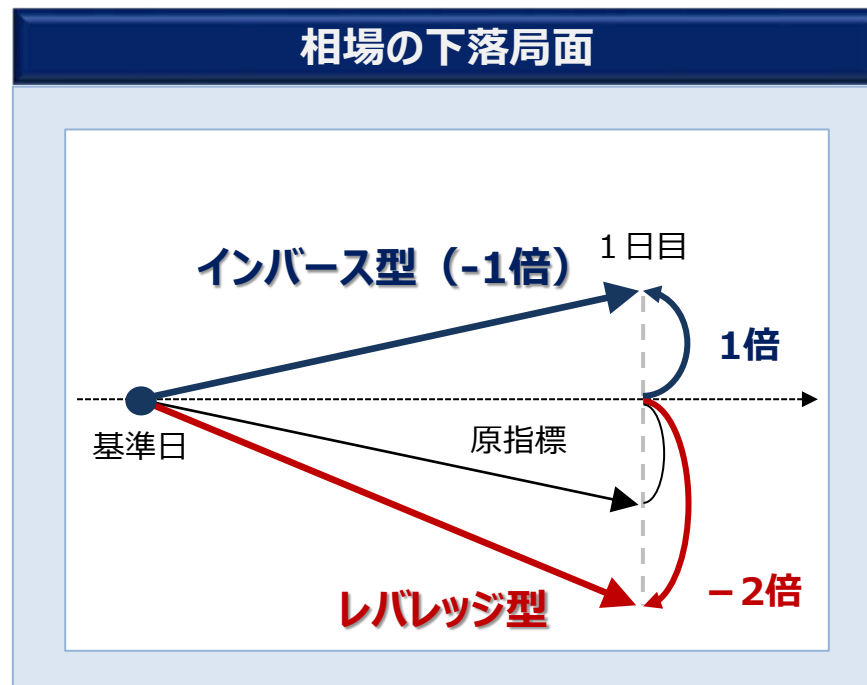 相場の下落局面
１日目
インバース型（-1倍）
1倍
基準日
原指標
－2倍
レバレッジ型